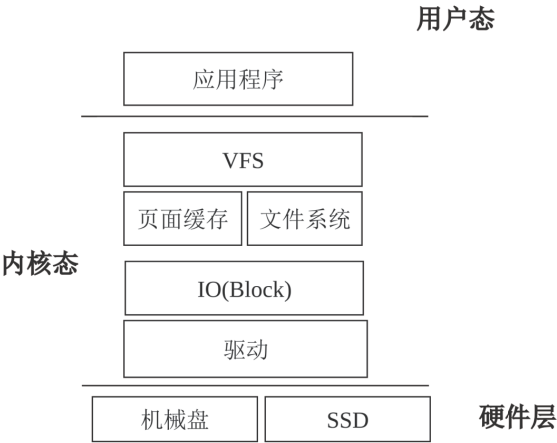 用户态
应用程序
VFS
页面缓存 文件系统
内核态
IO(Block)
驱动
机械盘 SSD
硬件层